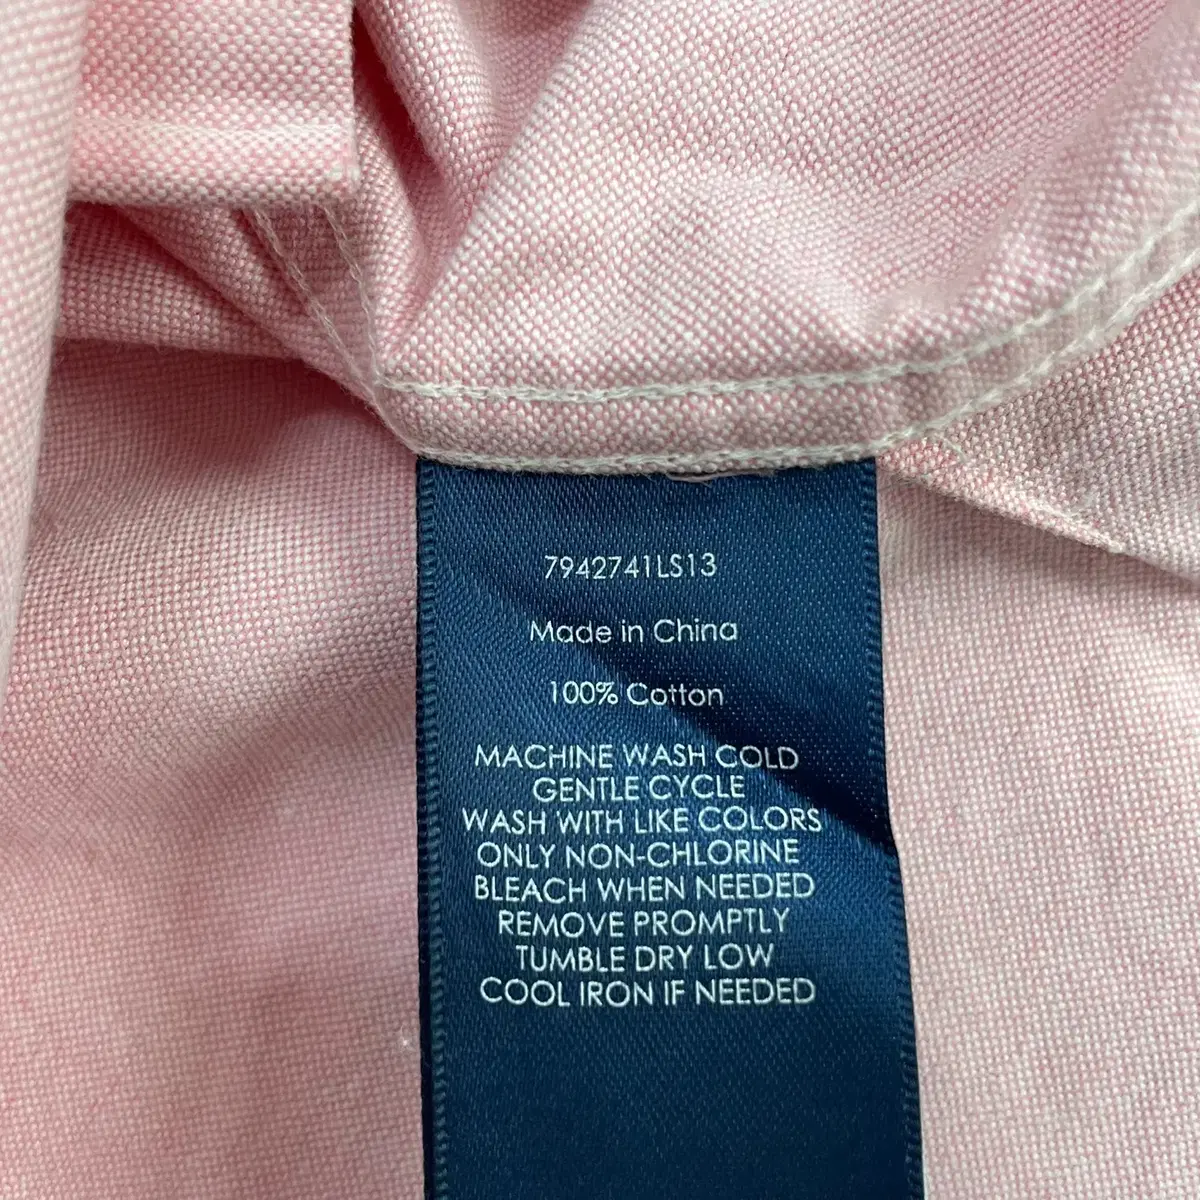 7942741LS13
Made in China
100% Cotton
MACHINE WASH COLD
GENTLE CYCLE
WASH WITH LIKE COLORS
ONLY NON-CHLORINE
BLEACH WHEN NEEDED
REMOVE PROMPTLY
TUMBLE DRY LOW
COOL IRON IF NEEDED